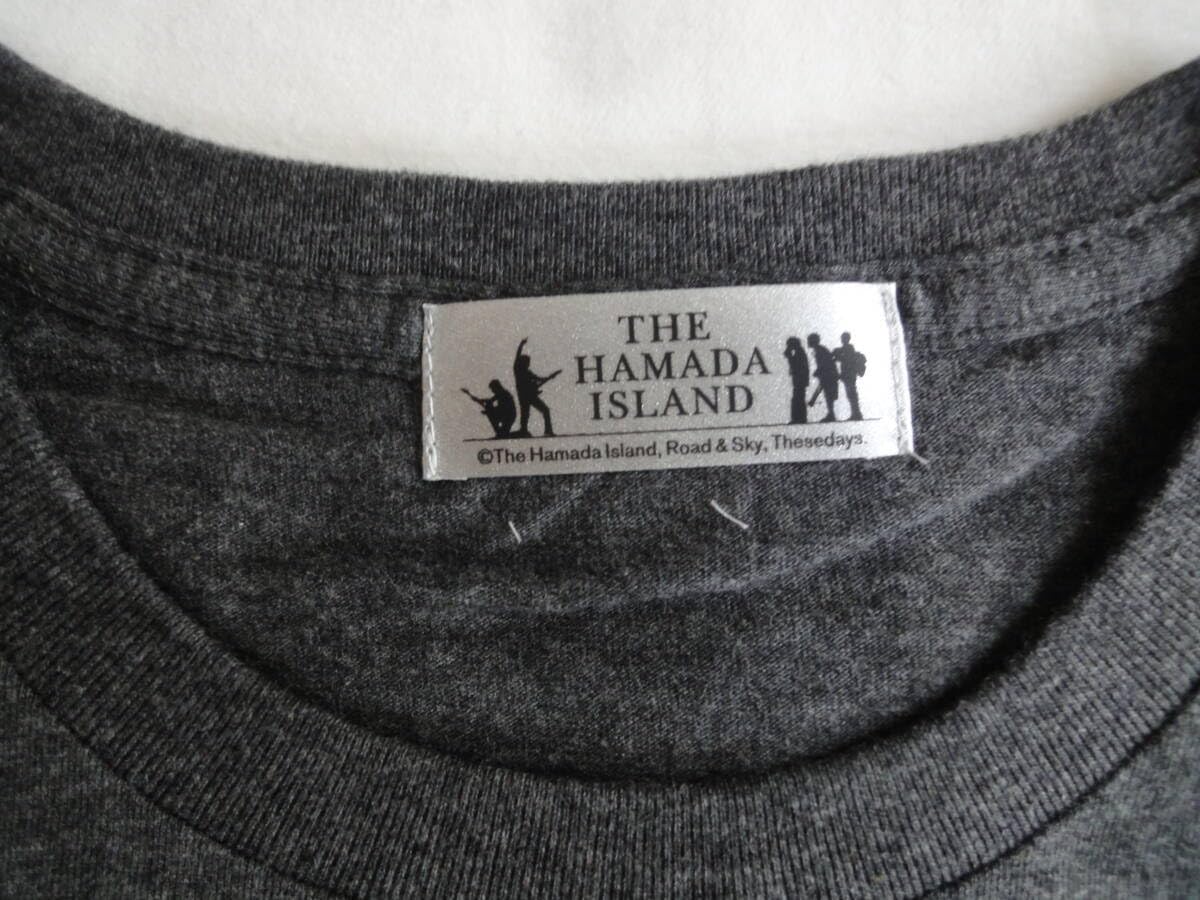 THE
HAMADA
ISLAND
©The Hamada Island, Road & Sky, Thesedays.